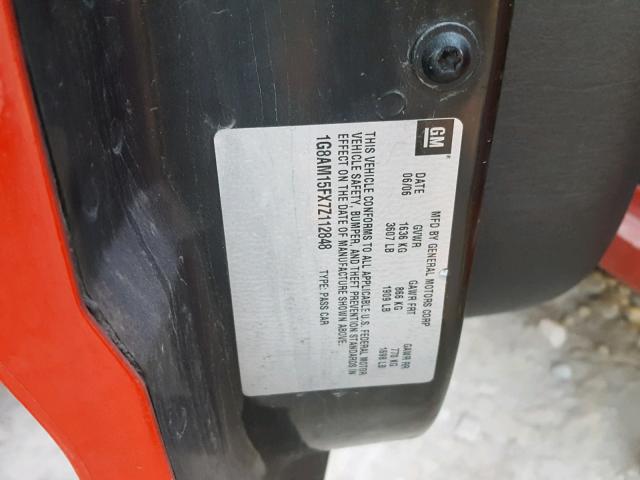 GM
MFD BY GENERAL MOTORS CORP
DATE GVWR GAWR FRT GAWR RR
06/06 1636 KG 866 KG 770 KG
3607 LB 1909 LB 1698 LB
THIS VEHICLE CONFORMS TO ALL APPLICABLE U.S. FEDERAL MOTOR
VEHICLE SAFETY, BUMPER, AND THEFT PREVENTION STANDARDS IN
EFFECT ON THE DATE OF MANUFACTURE SHOWN ABOVE.
1G8AM15FX7Z112848 TYPE: PASS CAR